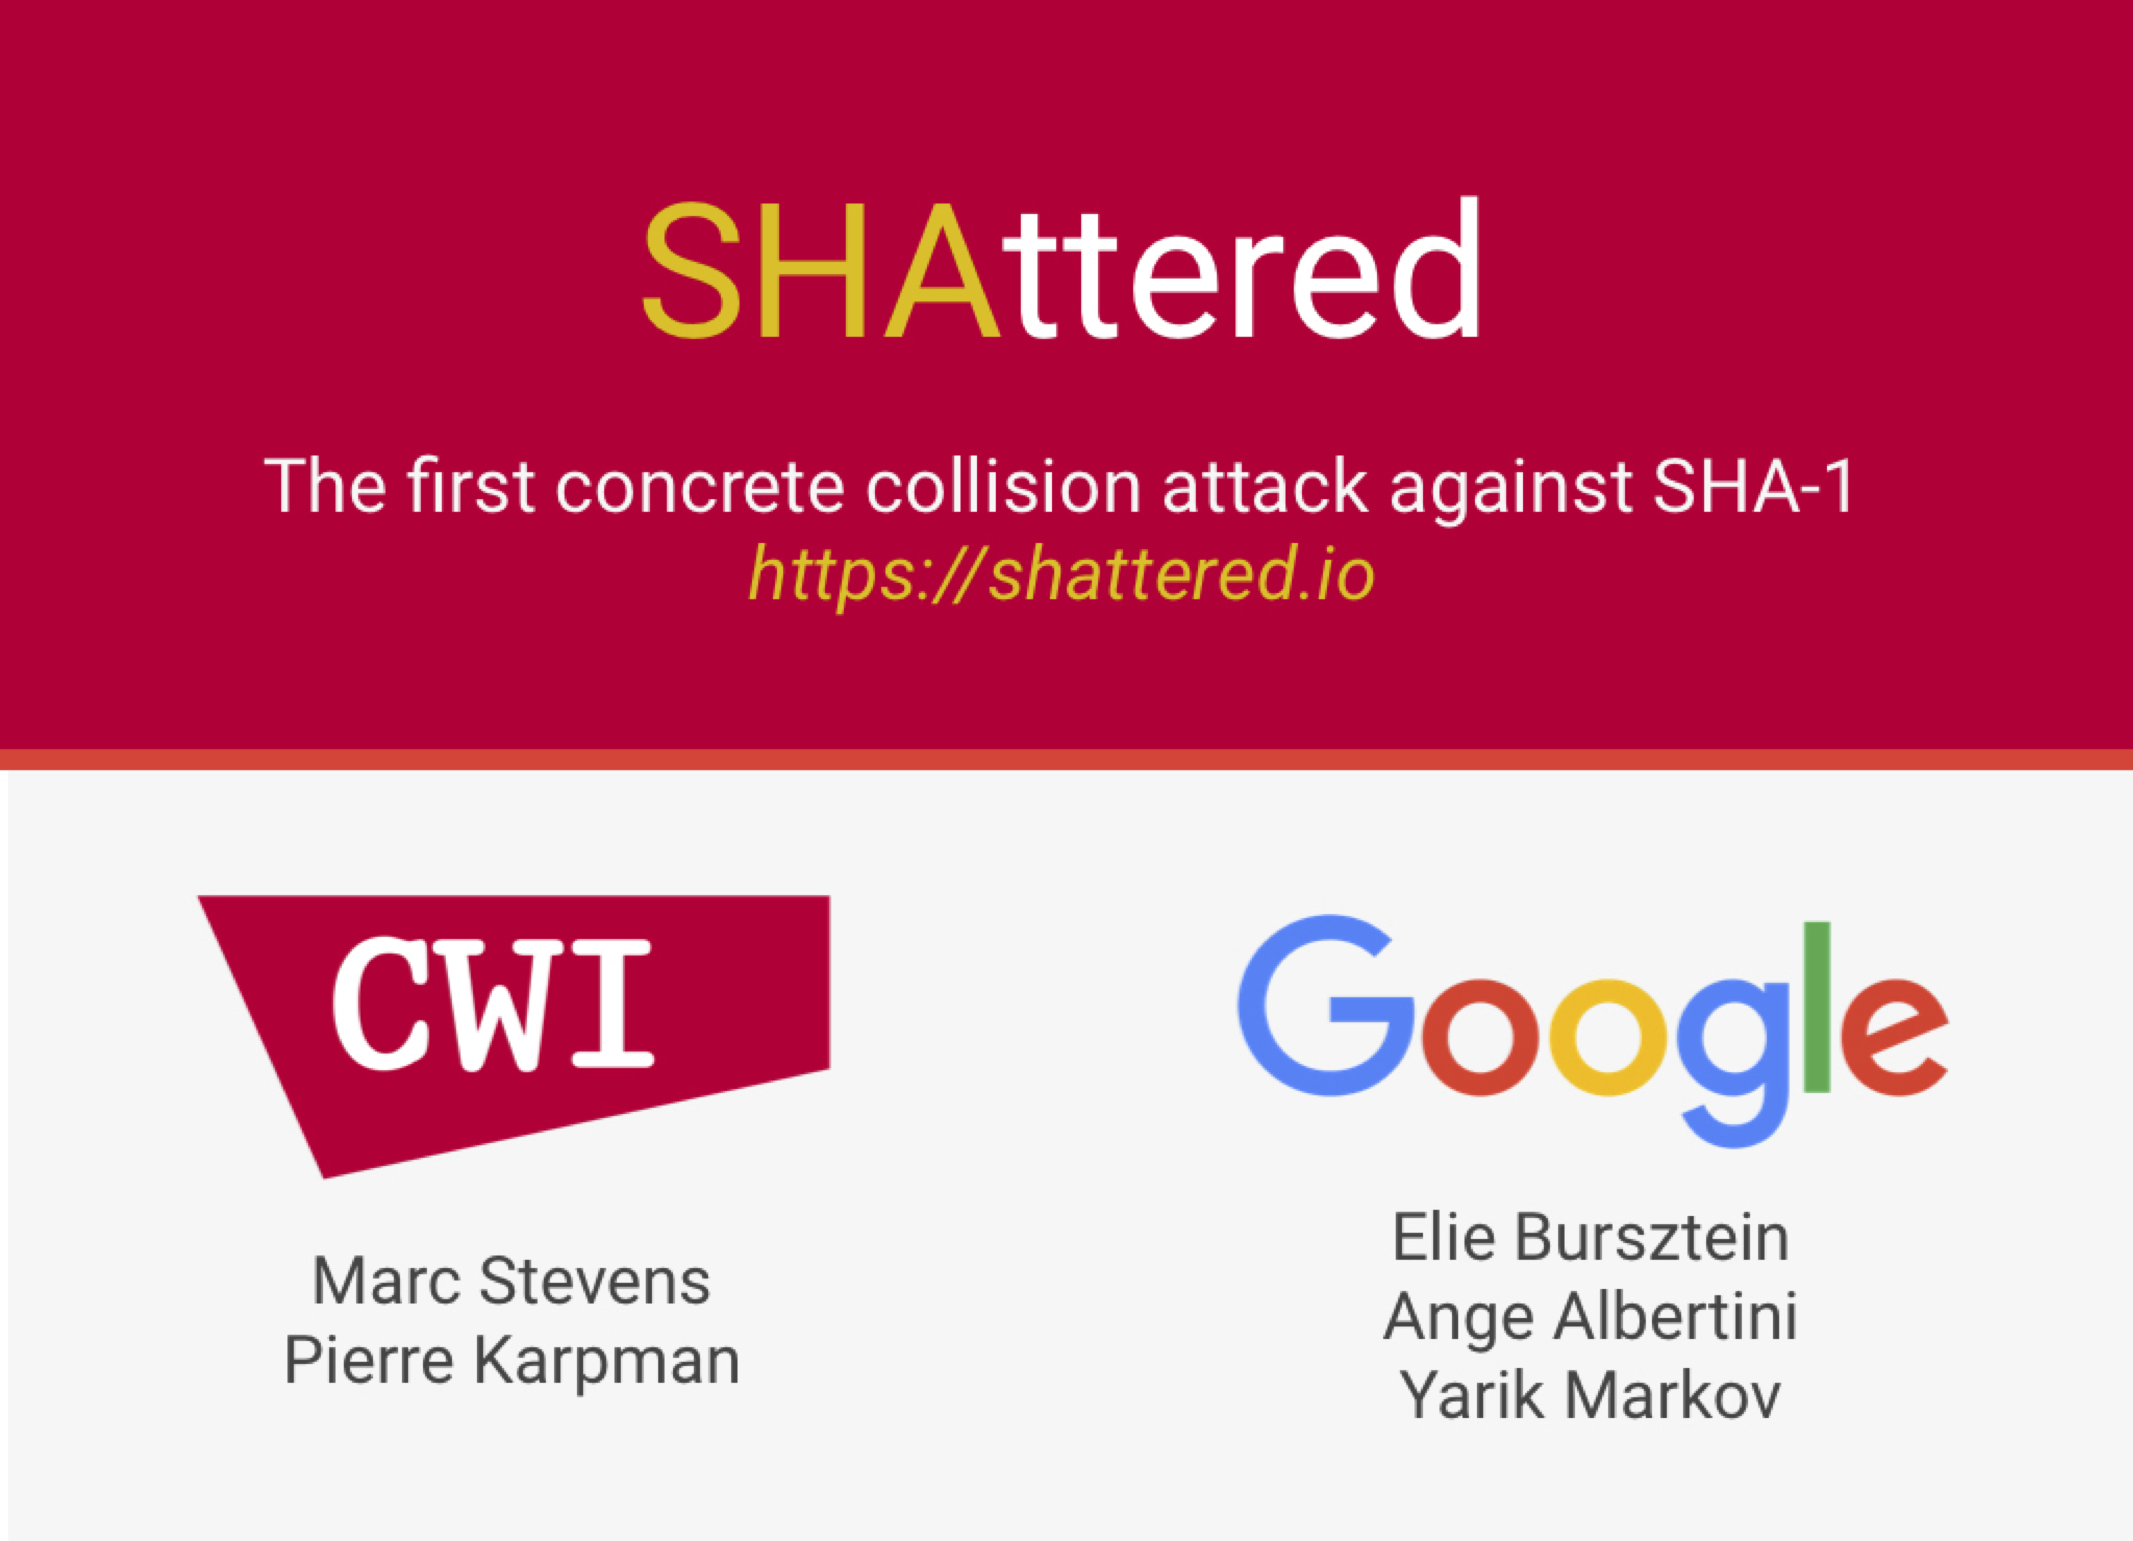 SHAttered
The first concrete collision attack against SHA-1
https://shattered.io
CWI
Marc Stevens
Pierre Karpman
Google
Elie Bursztein
Ange Albertini
Yarik Markov